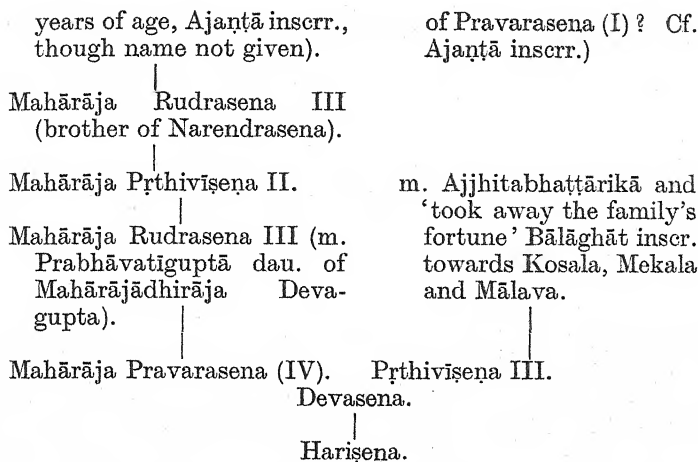 years of age, Ajaṇṭā inscrr.,
though name not given).
of Pravarasena (I) ? Cf.
Ajaṇṭā inscrr.)
Mahārāja Rudrasena III
(brother of Narendrasena).
Mahārāja Pṛthivīṣeṇa II.
Mahārāja Rudrasena III (m.
Prabhāvatīguptā dau. of
Mahārājādhirāja Deva-
gupta).
m. Ajjhitabhaṭṭārikā and
‘took away the family’s
fortune’ Bālāghāt inscr.
towards Kosala, Mekala
and Mālava.
Mahārāja Pravarasena (IV).
Pṛthivīṣeṇa III.
Devasena.
Hariṣeṇa.